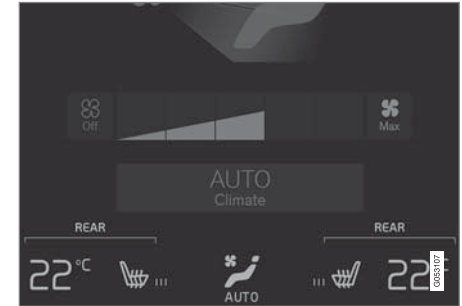 Off
Max
AUTO
Climate
REAR
REAR
22°C
22°
AUTO
G053107